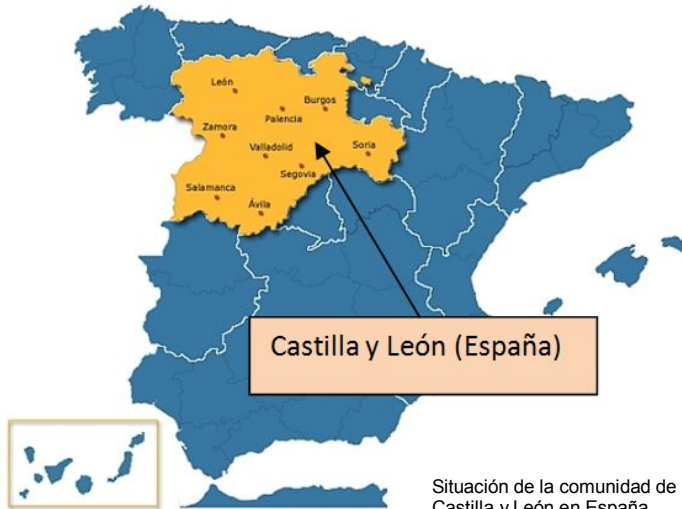 León
Burgos
Palencia
Zamora
Valladolid
Soria
Segovia
Salamanca
Ávila
Castilla y León (España)
Situación de la comunidad de
Castilla y León en España